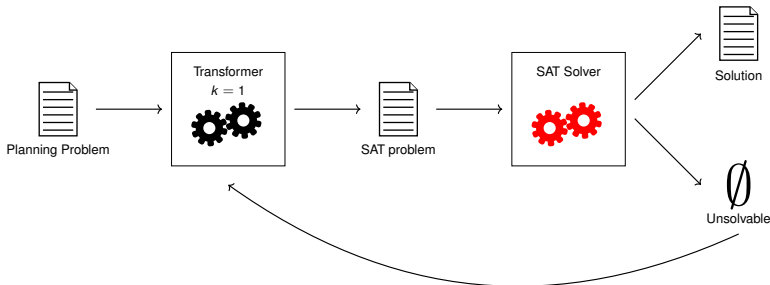 Transformer
k = 1
SAT Solver
Solution
Planning Problem
SAT problem
∅
Unsolvable